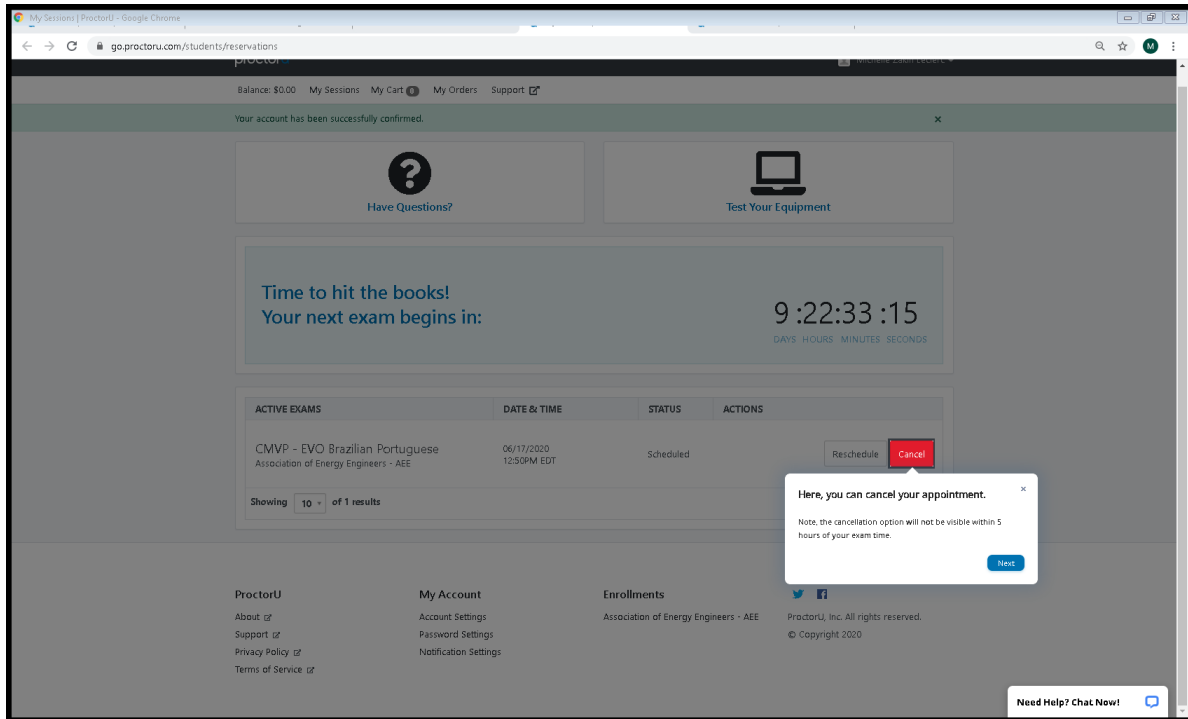 My Sessions | ProctorU - Google Chrome
go.proctoru.com/students/reservations
Balance: $0.00 My Sessions My Cart 0 My Orders Support
Your account has been successfully confirmed. ×
Have Questions?
Test Your Equipment
Time to hit the books!
Your next exam begins in:
9 :22:33 :15
DAYS HOURS MINUTES SECONDS
ACTIVE EXAMS DATE & TIME STATUS ACTIONS
CMVP - EVO Brazilian Portuguese
Association of Energy Engineers - AEE
06/17/2020
12:50PM EDT
Scheduled
Reschedule
Cancel
Showing 10 of 1 results
Here, you can cancel your appointment. ×
Note, the cancellation option will not be visible within 5
hours of your exam time.
Next
ProctorU
About
Support
Privacy Policy
Terms of Service
My Account
Account Settings
Password Settings
Notification Settings
Enrollments
Association of Energy Engineers - AEE
ProctorU, Inc. All rights reserved.
© Copyright 2020
Need Help? Chat Now!
M